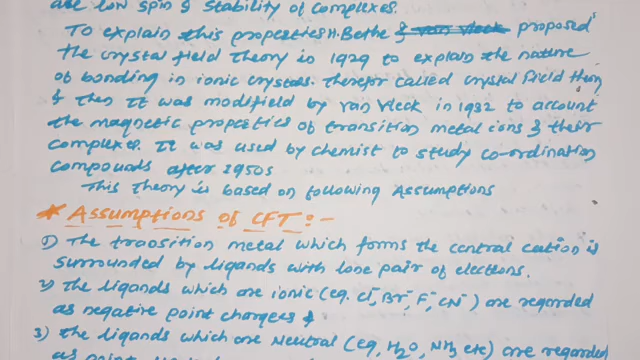 are low spin & stability of complexes.
To explain this properties H. Bethe & van vleck proposed
the crystal field Theory in 1929 to explain the nature
of bonding in ionic crystals. Therefor called crystal field theory
& Then It was modifield by van vleck in 1932 to account
the magnetic properties of transition metal ions & their
complexes. It was used by chemist to study co-ordination
compounds after 1950s
This Theory is based on following Assumptions
* Assumptions of CFT :-
1) The transition metal which forms the central cation is
surrounded by ligands with lone pair of electrons.
2) The ligands which are ionic (eg. Cl⁻, Br⁻ F⁻, CN⁻) are regarded
as negative point charges &
3) The ligands which are Neutral (eg, H₂O, NH₃ etc) are regarded
as point